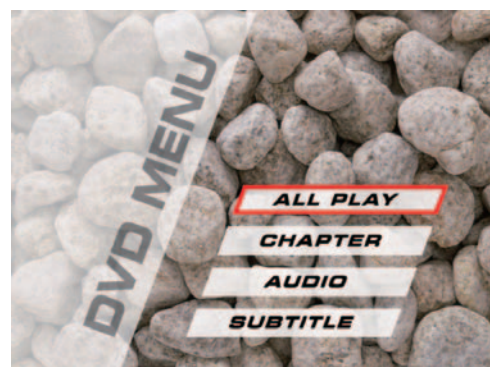 DVD MENU
ALL PLAY
CHAPTER
AUDIO
SUBTITLE